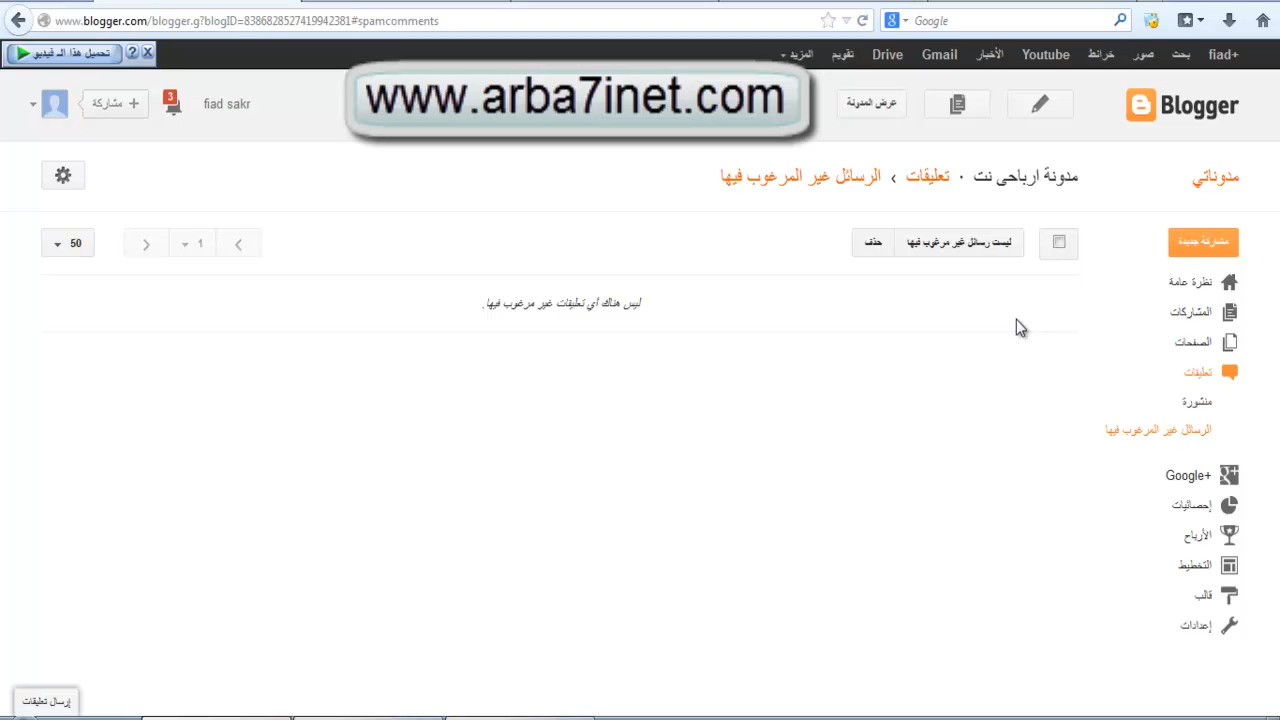 www.blogger.com/blogger.g?blogID=8386828527419942381#spamcomments
Google
تحميل هذا الـ فيديو
fiad+ بحث صور خرائط Youtube الأخبار Gmail Drive تقويم المزيد
www.arba7inet.com
Blogger
عرض المدونة
fiad sakr
3
مشاركة +
مدوناتي
مدونة ارباحى نت · تعليقات › الرسائل غير المرغوب فيها
مشاركة جديدة
ليست رسائل غير مرغوب فيها
حذف
1
50
ليس هناك أي تعليقات غير مرغوب فيها.
نظرة عامة
المشاركات
الصفحات
تعليقات
منشورة
الرسائل غير المرغوب فيها
Google+
إحصائيات
الأرباح
التخطيط
قالب
إعدادات
إرسال تعليقات